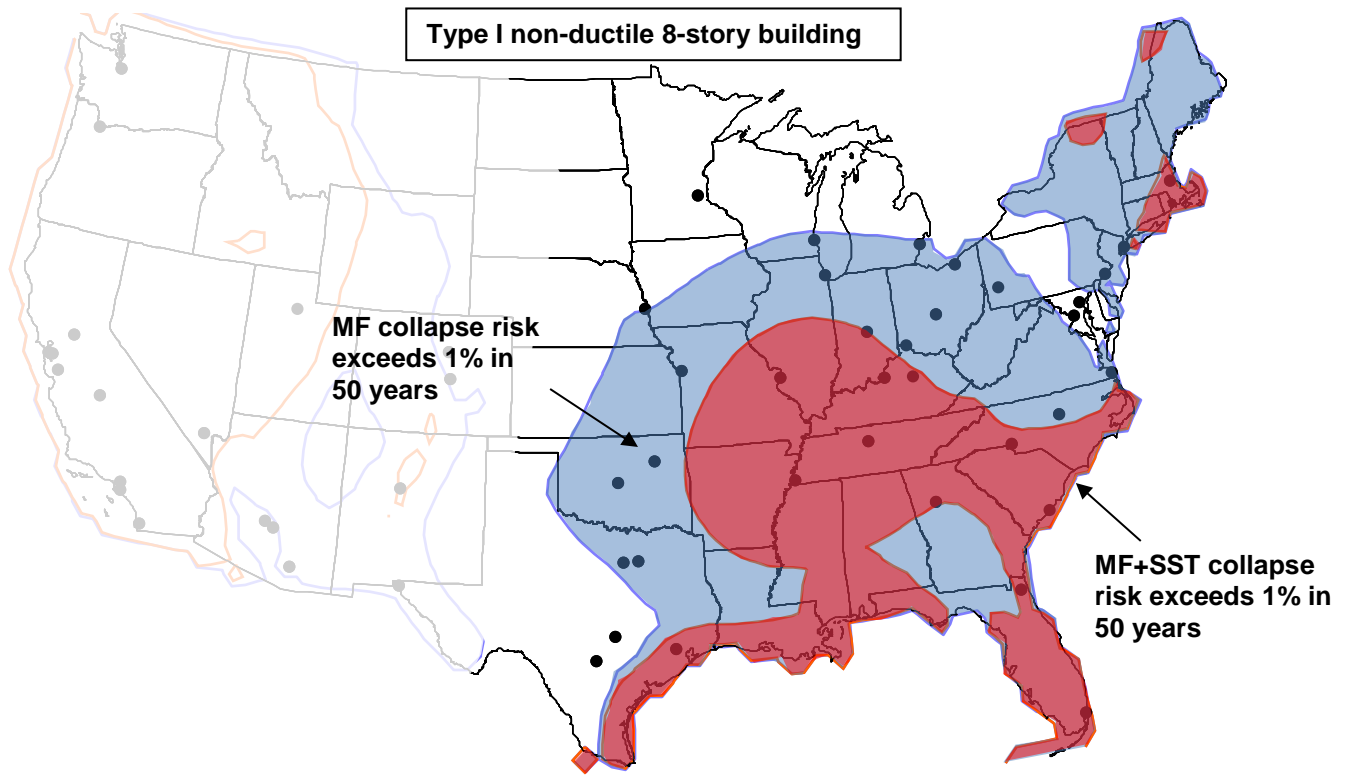 Type I non-ductile 8-story building
MF collapse risk
exceeds 1% in
50 years
MF+SST collapse
risk exceeds 1% in
50 years